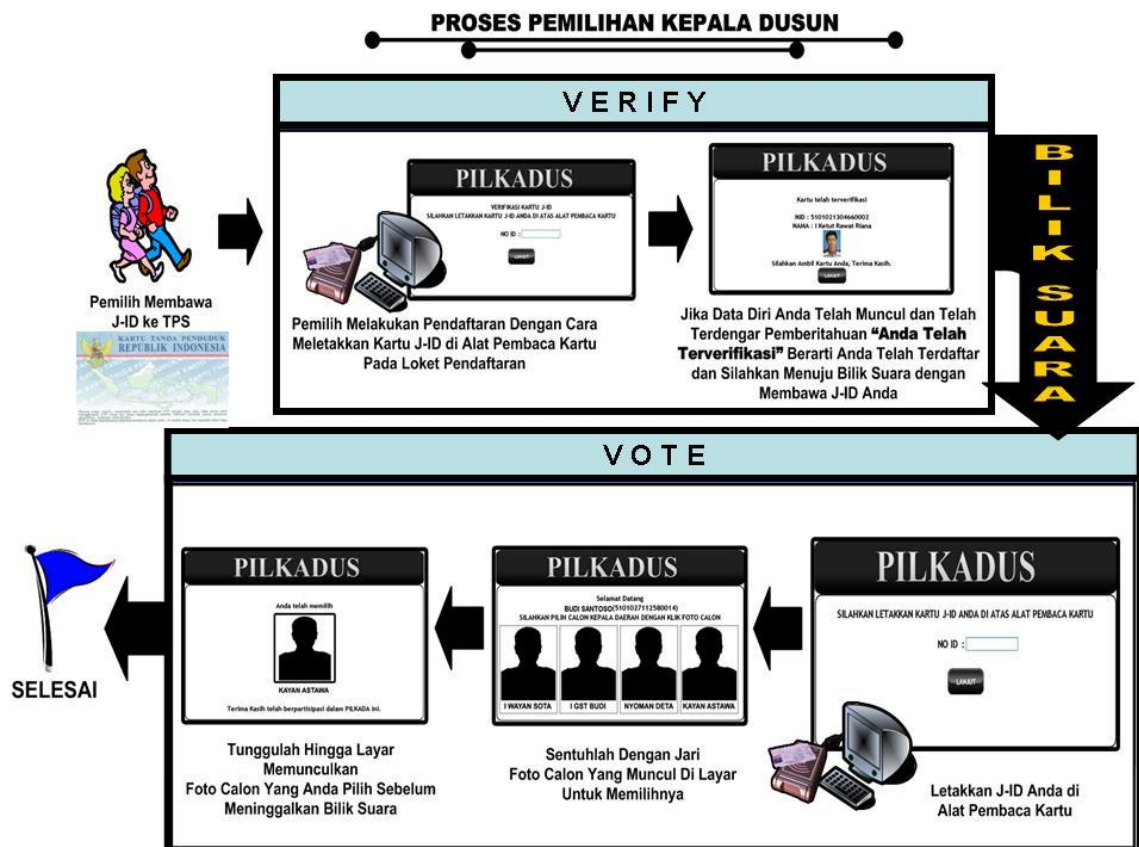 PROSES PEMILIHAN KEPALA DUSUN
VERIFY
Pemilih Membawa
J-ID ke TPS
KARTU TANDA PENDUDUK
REPUBLIK INDONESIA
PILKADUS
VERIFIKASI KARTU J-ID
SILAHKAN LETAKKAN KARTU J-ID ANDA DI ATAS ALAT PEMBACA KARTU
NO ID :
LANJUT
Pemilih Melakukan Pendaftaran Dengan Cara
Meletakkan Kartu J-ID di Alat Pembaca Kartu
Pada Loket Pendaftaran
PILKADUS
Kartu telah terverifikasi
NID : 5101021304660002
NAMA : I Ketut Rawat Riana
Silahkan Ambil Kartu Anda, Terima Kasih.
LANJUT
Jika Data Diri Anda Telah Muncul dan Telah
Terdengar Pemberitahuan “Anda Telah
Terverifikasi” Berarti Anda Telah Terdaftar
dan Silahkan Menuju Bilik Suara dengan
Membawa J-ID Anda
BILIK SUARA
VOTE
PILKADUS
SILAHKAN LETAKKAN KARTU J-ID ANDA DI ATAS ALAT PEMBACA KARTU
NO ID :
LANJUT
Letakkan J-ID Anda di
Alat Pembaca Kartu
PILKADUS
Selamat Datang
BUDI SANTOSO(5101027112580014)
SILAHKAN PILIH CALON KEPALA DAERAH DENGAN KLIK FOTO CALON
I WAYAN SOTA I GST BUDI NYOMAN DETA KAYAN ASTAWA
Sentuhlah Dengan Jari
Foto Calon Yang Muncul Di Layar
Untuk Memilihnya
PILKADUS
Anda telah memilih
KAYAN ASTAWA
Terima Kasih telah berpartisipasi dalam PILKADA ini.
Tunggulah Hingga Layar
Memunculkan
Foto Calon Yang Anda Pilih Sebelum
Meninggalkan Bilik Suara
SELESAI